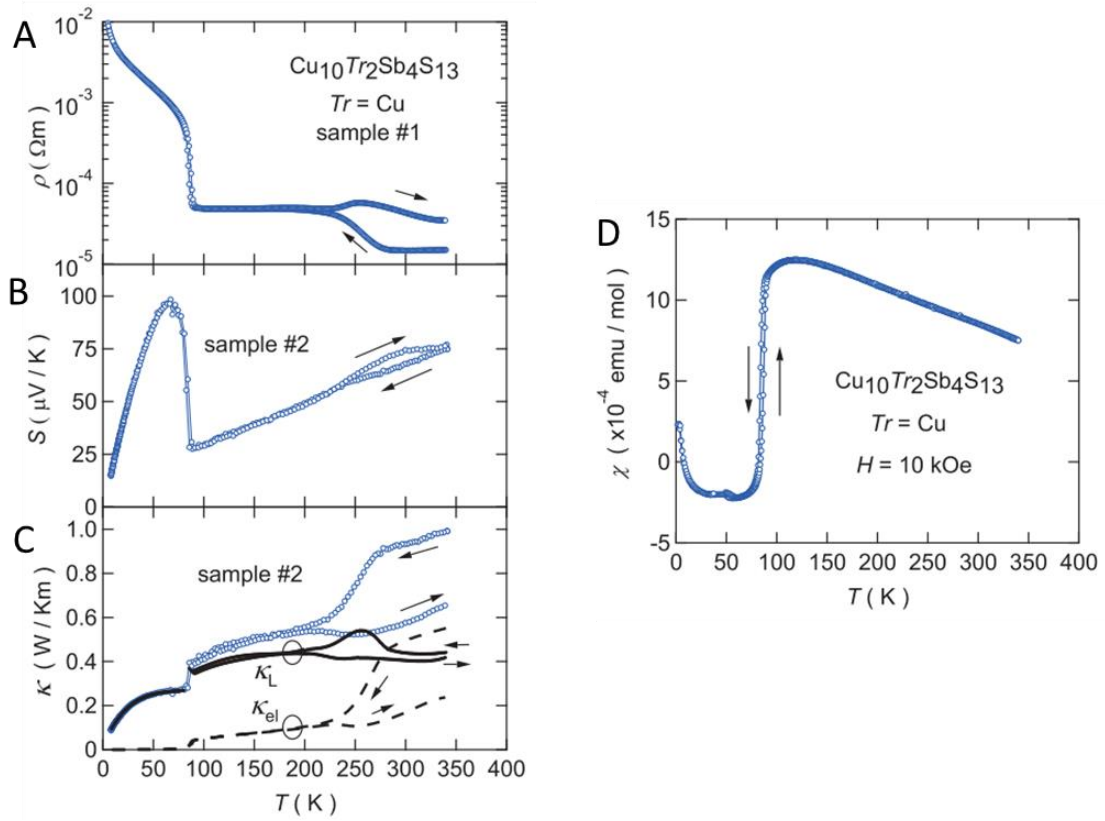 A
10⁻²
10⁻³
10⁻⁴
10⁻⁵
ρ ( Ωm )
Cu₁₀Tr₂Sb₄S₁₃
Tr = Cu
sample #1
B
100
75
50
25
0
S ( μV / K )
sample #2
C
1.0
0.8
0.6
0.4
0.2
0
κ ( W / Km )
sample #2
κL
κel
0 50 100 150 200 250 300 350 400
T ( K )
D
15
10
5
0
-5
χ ( x10⁻⁴ emu / mol )
Cu₁₀Tr₂Sb₄S₁₃
Tr = Cu
H = 10 kOe
0 50 100 150 200 250 300 350 400
T ( K )